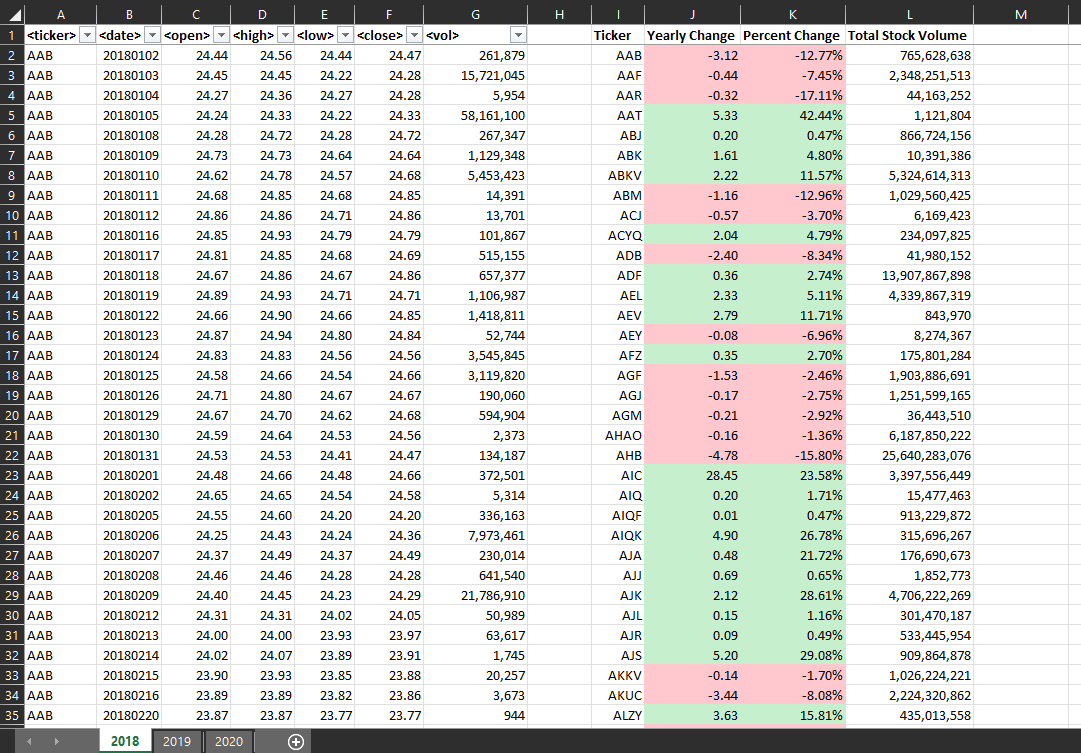 A B C D E F G H I J K L M
1 <ticker> <date> <open> <high> <low> <close> <vol> Ticker Yearly Change Percent Change Total Stock Volume
2 AAB 20180102 24.44 24.56 24.44 24.47 261,879 AAB -3.12 -12.77% 765,628,638
3 AAB 20180103 24.45 24.45 24.22 24.28 15,721,045 AAF -0.44 -7.45% 2,348,251,513
4 AAB 20180104 24.27 24.36 24.27 24.28 5,954 AAR -0.32 -17.11% 44,163,252
5 AAB 20180105 24.24 24.33 24.22 24.33 58,161,100 AAT 5.33 42.44% 1,121,804
6 AAB 20180108 24.28 24.72 24.28 24.72 267,347 ABJ 0.20 0.47% 866,724,156
7 AAB 20180109 24.73 24.73 24.64 24.64 1,129,348 ABK 1.61 4.80% 10,391,386
8 AAB 20180110 24.62 24.78 24.57 24.68 5,453,423 ABKV 2.22 11.57% 5,324,614,313
9 AAB 20180111 24.68 24.85 24.68 24.85 14,391 ABM -1.16 -12.96% 1,029,560,425
10 AAB 20180112 24.86 24.86 24.71 24.86 13,701 ACJ -0.57 -3.70% 6,169,423
11 AAB 20180116 24.85 24.93 24.79 24.79 101,867 ACYQ 2.04 4.79% 234,097,825
12 AAB 20180117 24.81 24.85 24.68 24.69 515,155 ADB -2.40 -8.34% 41,980,152
13 AAB 20180118 24.67 24.86 24.67 24.86 657,377 ADF 0.36 2.74% 13,907,867,898
14 AAB 20180119 24.89 24.93 24.71 24.71 1,106,987 AEL 2.33 5.11% 4,339,867,319
15 AAB 20180122 24.66 24.90 24.66 24.85 1,418,811 AEV 2.79 11.71% 843,970
16 AAB 20180123 24.87 24.94 24.80 24.84 52,744 AEY -0.08 -6.96% 8,274,367
17 AAB 20180124 24.83 24.83 24.56 24.56 3,545,845 AFZ 0.35 2.70% 175,801,284
18 AAB 20180125 24.58 24.66 24.54 24.66 3,119,820 AGF -1.53 -2.46% 1,903,886,691
19 AAB 20180126 24.71 24.80 24.67 24.67 190,060 AGJ -0.17 -2.75% 1,251,599,165
20 AAB 20180129 24.67 24.70 24.62 24.68 594,904 AGM -0.21 -2.92% 36,443,510
21 AAB 20180130 24.59 24.64 24.53 24.56 2,373 AHAO -0.16 -1.36% 6,187,850,222
22 AAB 20180131 24.53 24.53 24.41 24.47 134,187 AHB -4.78 -15.80% 25,640,283,076
23 AAB 20180201 24.48 24.66 24.48 24.66 372,501 AIC 28.45 23.58% 3,397,556,449
24 AAB 20180202 24.65 24.65 24.54 24.58 5,314 AIQ 0.20 1.71% 15,477,463
25 AAB 20180205 24.55 24.60 24.20 24.20 336,163 AIQF 0.01 0.47% 913,229,872
26 AAB 20180206 24.25 24.43 24.24 24.36 7,973,461 AIQK 4.90 26.78% 315,696,267
27 AAB 20180207 24.37 24.49 24.37 24.49 230,014 AJA 0.48 21.72% 176,690,673
28 AAB 20180208 24.46 24.46 24.28 24.28 641,540 AJJ 0.69 0.65% 1,852,773
29 AAB 20180209 24.40 24.45 24.23 24.29 21,786,910 AJK 2.12 28.61% 4,706,222,269
30 AAB 20180212 24.31 24.31 24.02 24.05 50,989 AJL 0.15 1.16% 301,470,187
31 AAB 20180213 24.00 24.00 23.93 23.97 63,617 AJR 0.09 0.49% 533,445,954
32 AAB 20180214 24.02 24.07 23.89 23.91 1,745 AJS 5.20 29.08% 909,864,878
33 AAB 20180215 23.90 23.93 23.85 23.88 20,257 AKKV -0.14 -1.70% 1,026,224,221
34 AAB 20180216 23.89 23.89 23.82 23.86 3,673 AKUC -3.44 -8.08% 2,224,320,862
35 AAB 20180220 23.87 23.87 23.77 23.77 944 ALZY 3.63 15.81% 435,013,558
2018 2019 2020